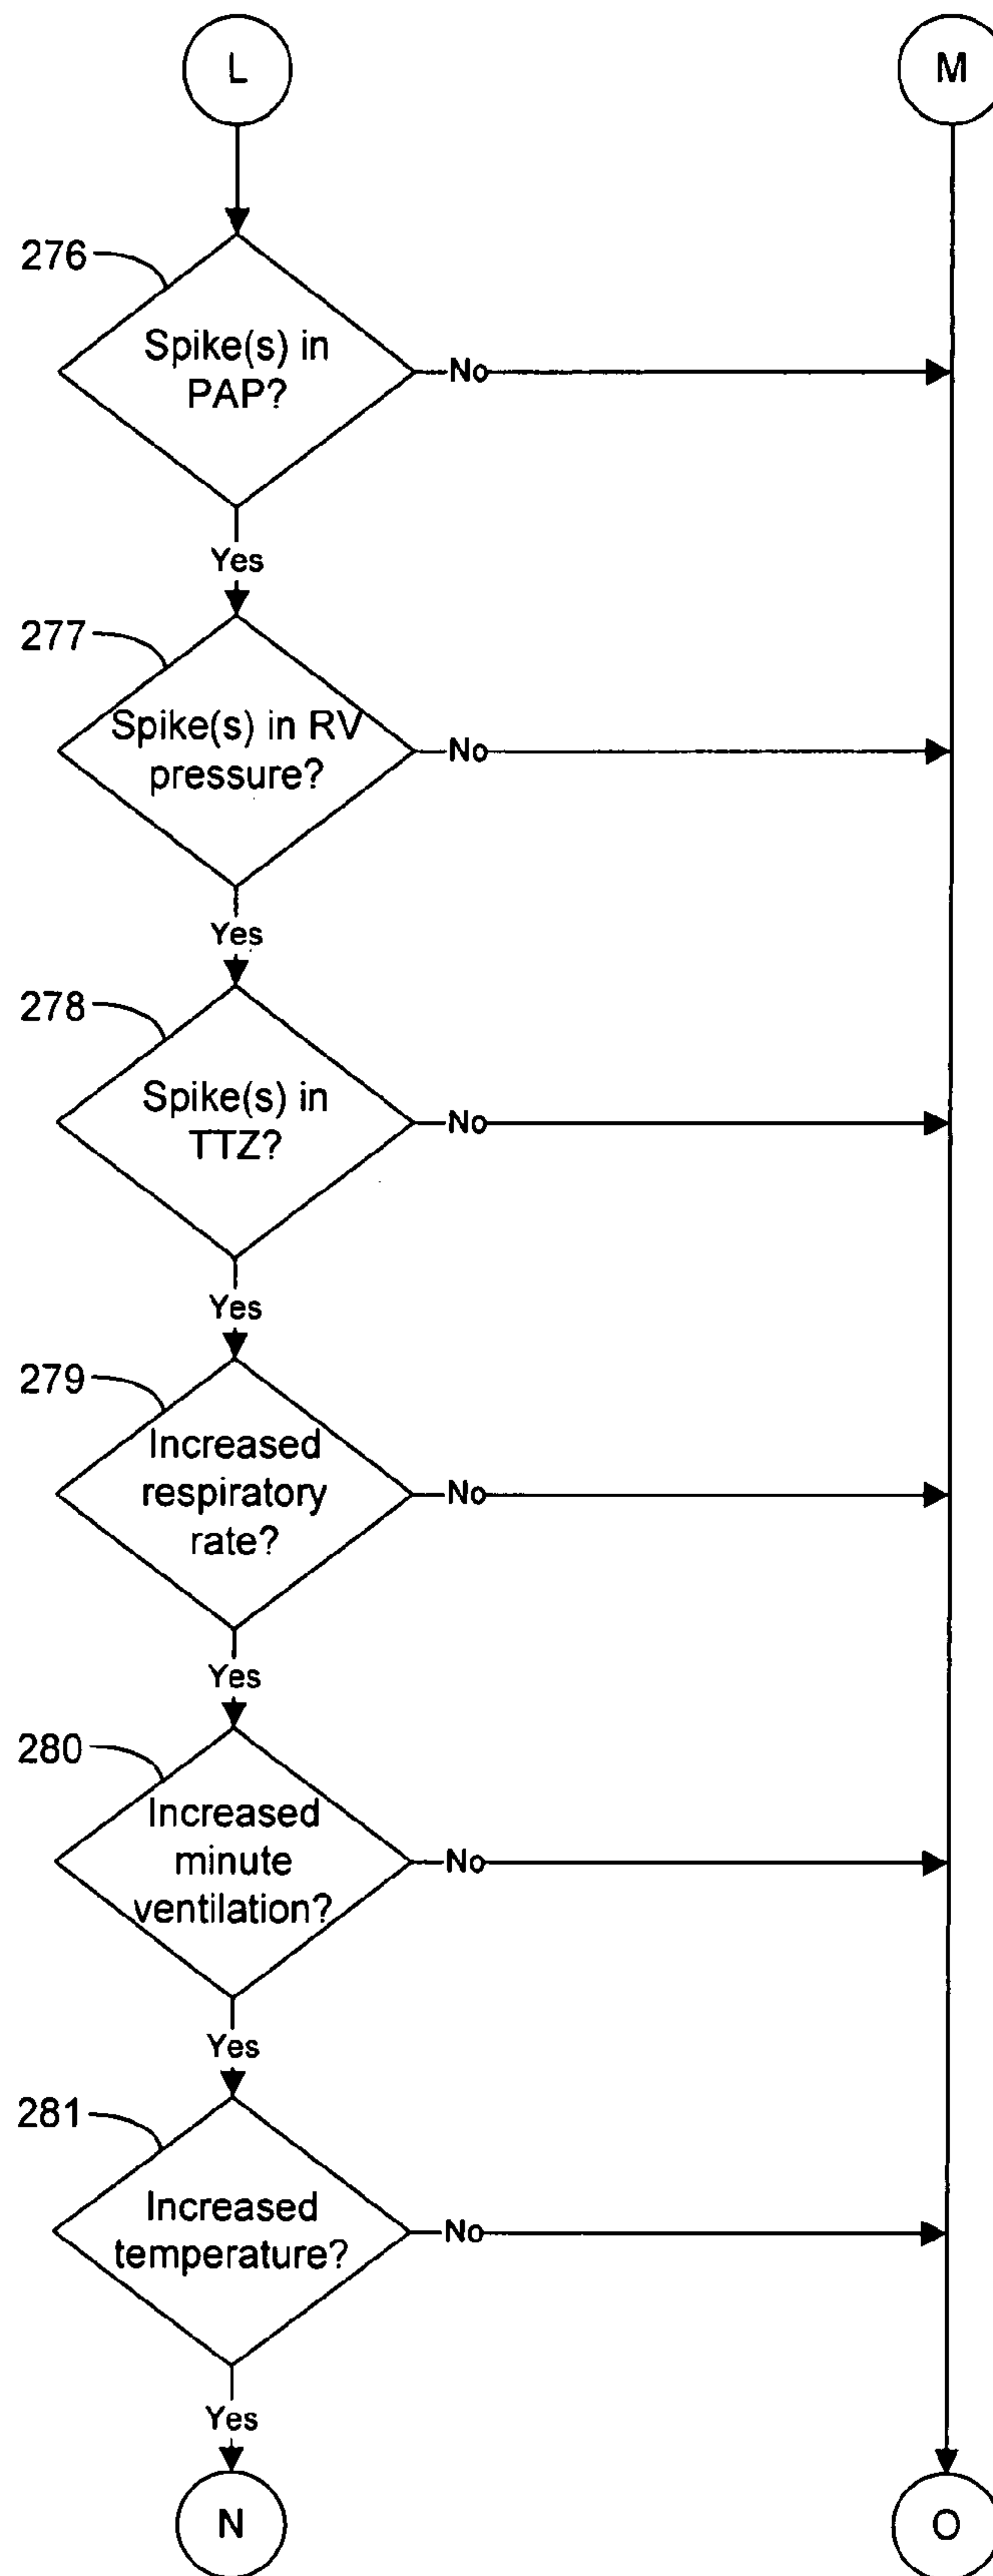 L
M
276
Spike(s) in
PAP?
No
Yes
277
Spike(s) in RV
pressure?
No
Yes
278
Spike(s) in
TTZ?
No
Yes
279
Increased
respiratory
rate?
No
Yes
280
Increased
minute
ventilation?
No
Yes
281
Increased
temperature?
No
Yes
N
O